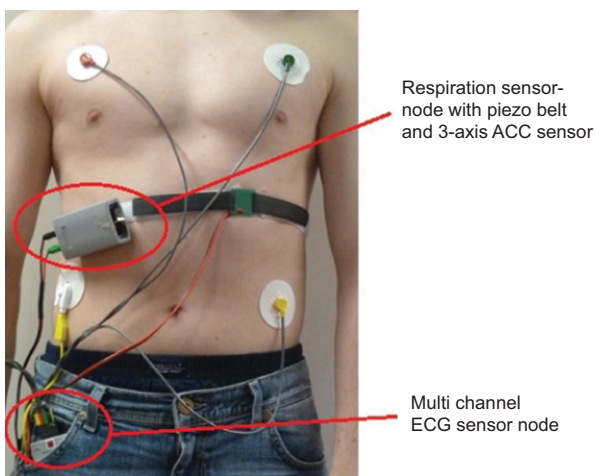 Respiration sensor-
node with piezo belt
and 3-axis ACC sensor
Multi channel
ECG sensor node